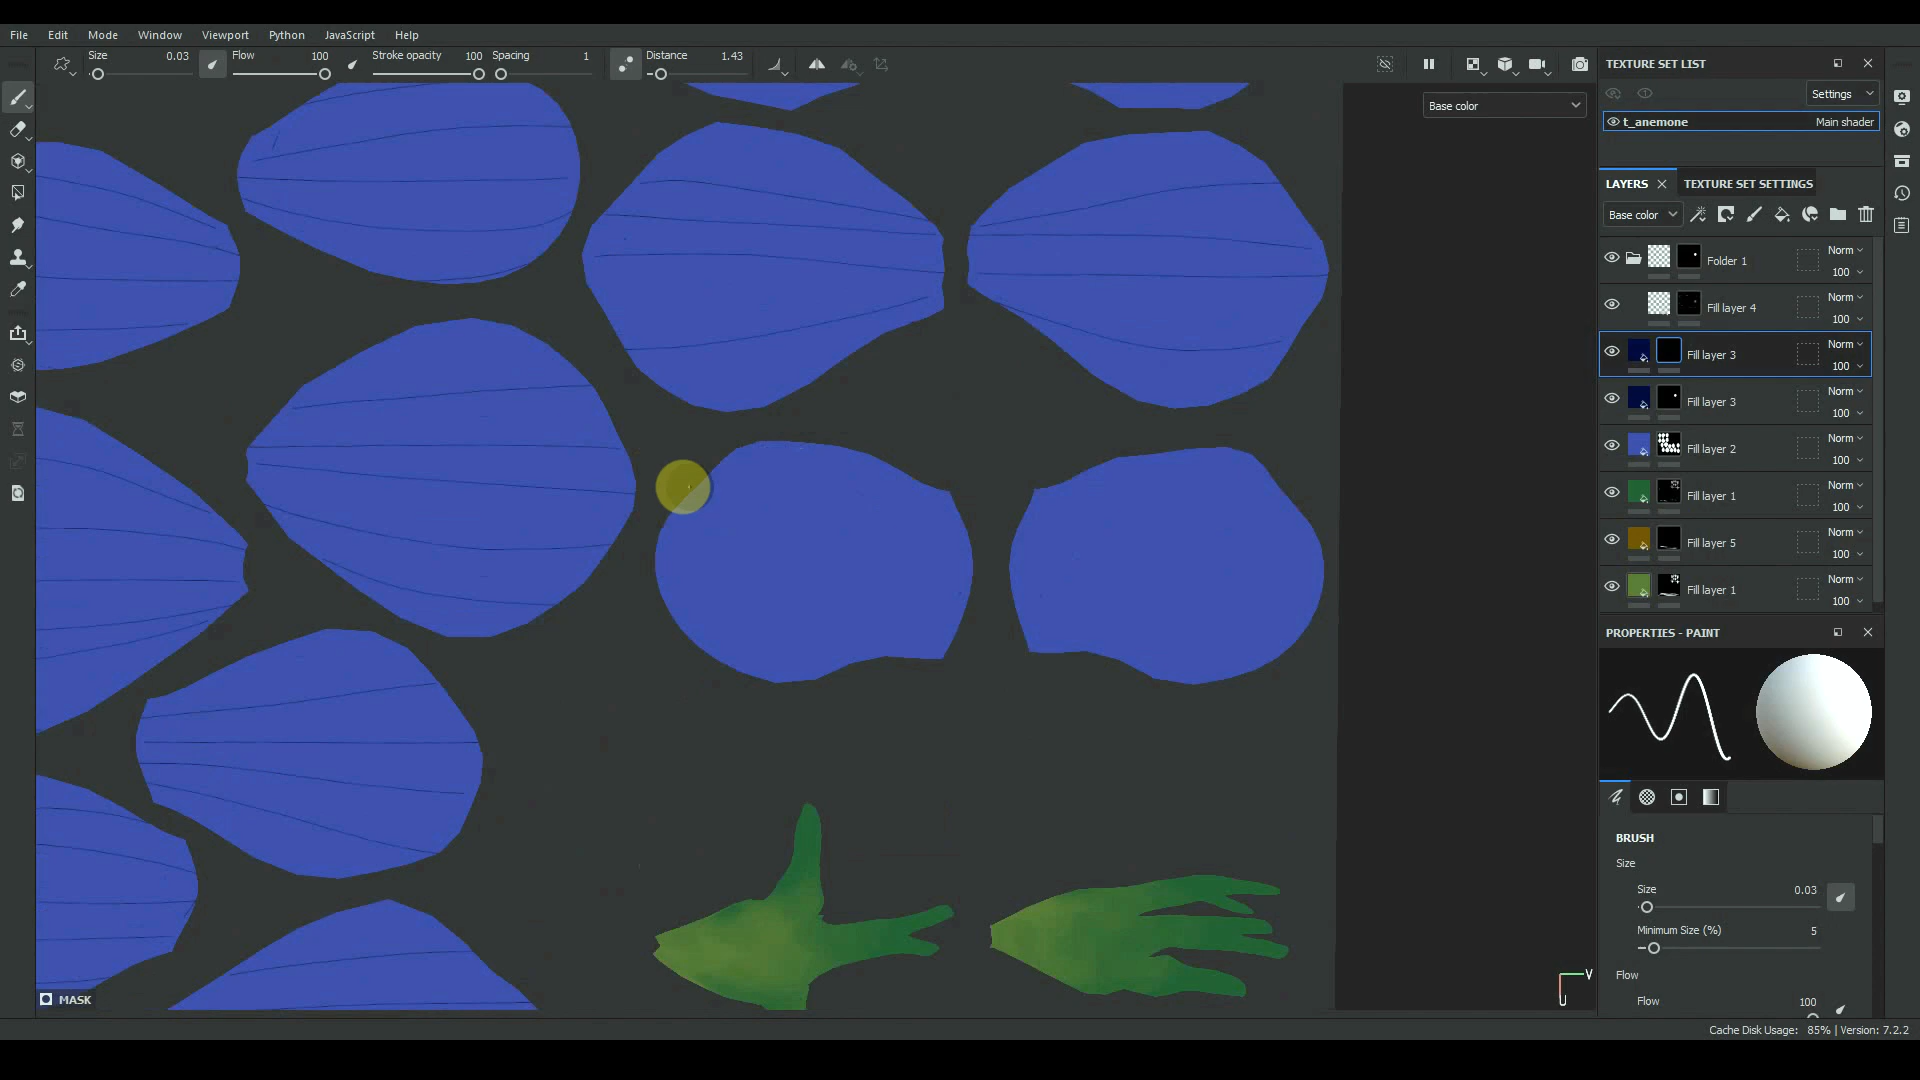 File Edit Mode Window Viewport Python JavaScript Help
Size 0.03 Flow 100 Stroke opacity 100 Spacing 1 Distance 1.43
Base color
TEXTURE SET LIST
Settings
t_anemone Main shader
LAYERS TEXTURE SET SETTINGS
Base color
Norm
Folder 1
100
Norm
Fill layer 4
100
Norm
Fill layer 3
100
Norm
Fill layer 3
100
Norm
Fill layer 2
100
Norm
Fill layer 1
100
Norm
Fill layer 5
100
Norm
Fill layer 1
100
PROPERTIES - PAINT
BRUSH
Size
Size 0.03
Minimum Size (%) 5
Flow
Flow 100
V
U
MASK
Cache Disk Usage: 85% | Version: 7.2.2